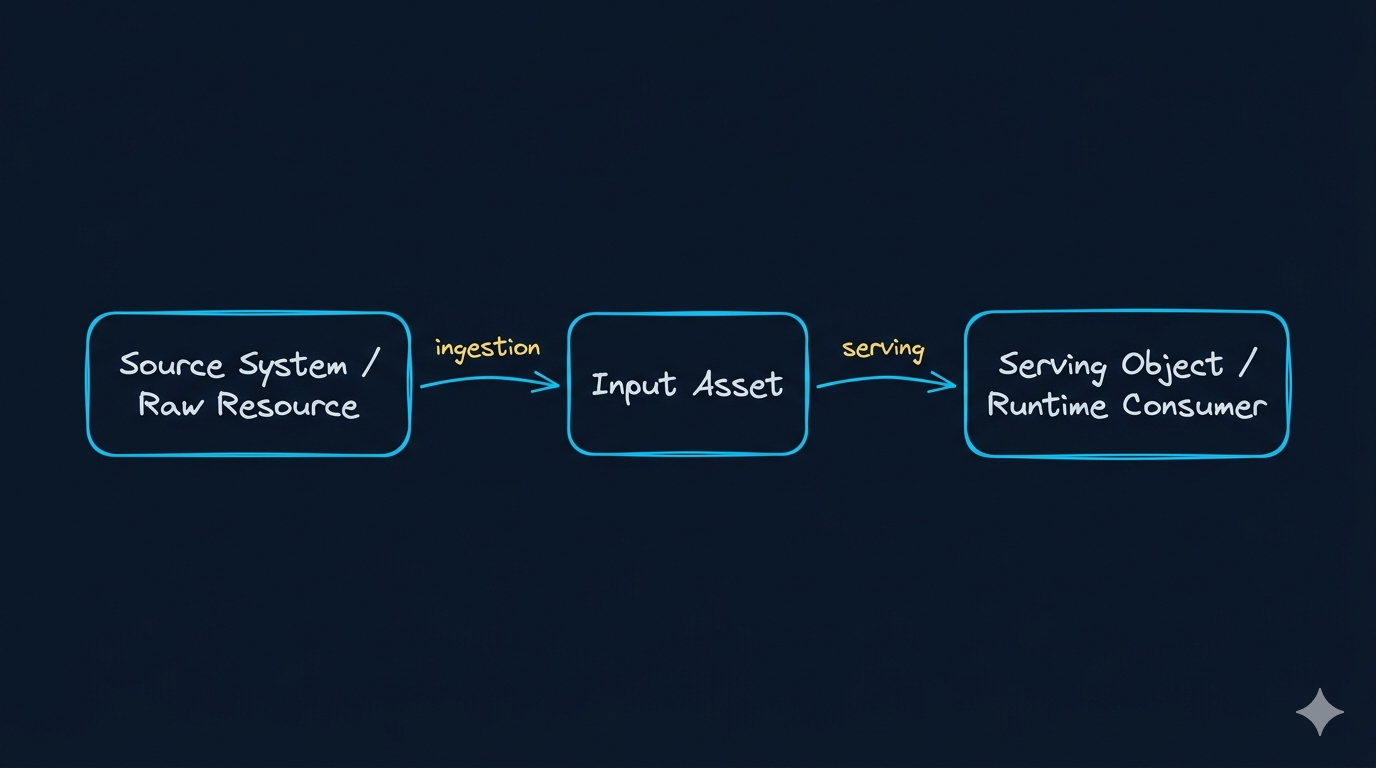 Source System /
Raw Resource
ingestion
Input Asset
serving
Serving Object /
Runtime Consumer